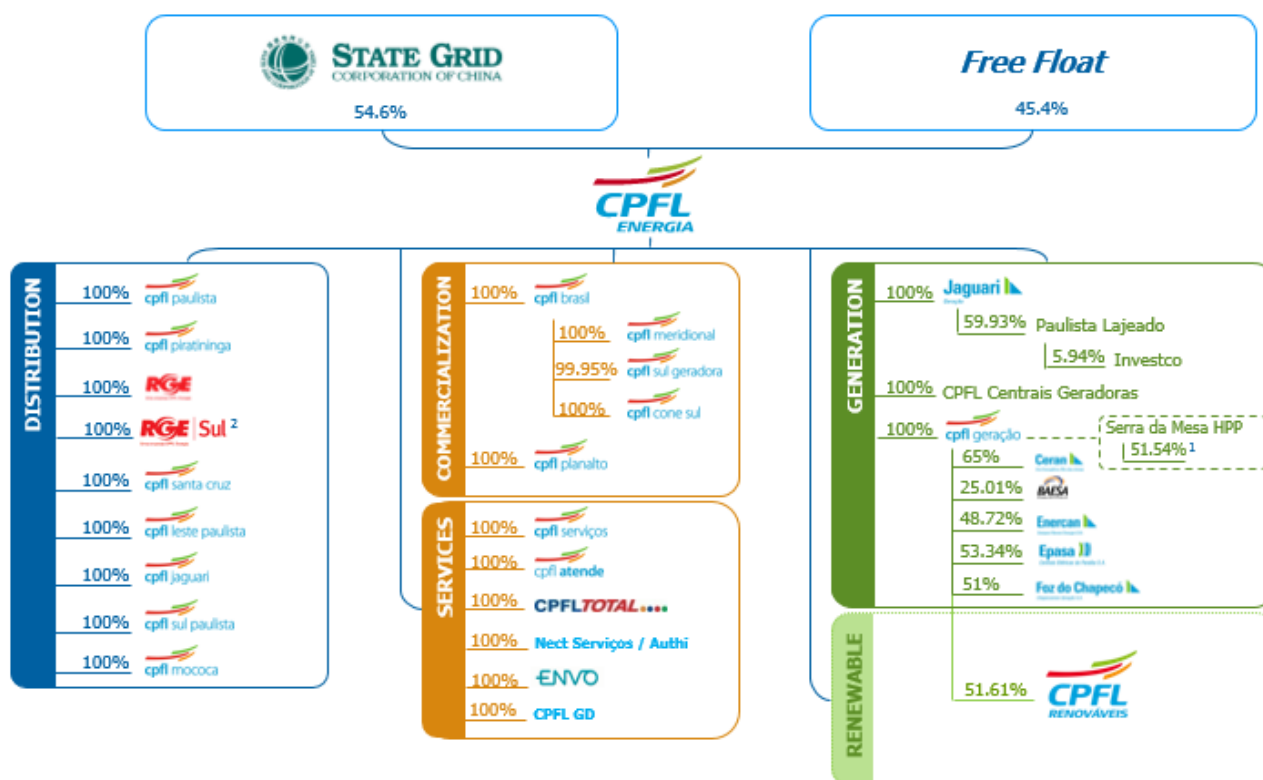 STATE GRID
CORPORATION OF CHINA
54.6%
Free Float
45.4%
CPFL
ENERGIA
DISTRIBUTION
100% cpfl paulista
100% cpfl piratininga
100% RGE
100% RGE Sul 2
100% cpfl santa cruz
100% cpfl leste paulista
100% cpfl jaguari
100% cpfl sul paulista
100% cpfl mococa
COMMERCIALIZATION
100% cpfl brasil
100% cpfl meridional
99.95% cpfl sul geradora
100% cpfl cone sul
100% cpfl planalto
SERVICES
100% cpfl serviços
100% cpfl atende
100% CPFLTOTAL
100% Nect Serviços / Authi
100% ENVO
100% CPFL GD
GENERATION
100% Jaguari
59.93% Paulista Lajeado
5.94% Investco
100% CPFL Centrais Geradoras
100% cpfl geração
Serra da Mesa HPP
51.54% 1
65% Ceran
25.01% BAESA
48.72% Enercan
53.34% Epasa
51% Foz do Chapecó
RENEWABLE
51.61% CPFL
RENOVÁVEIS